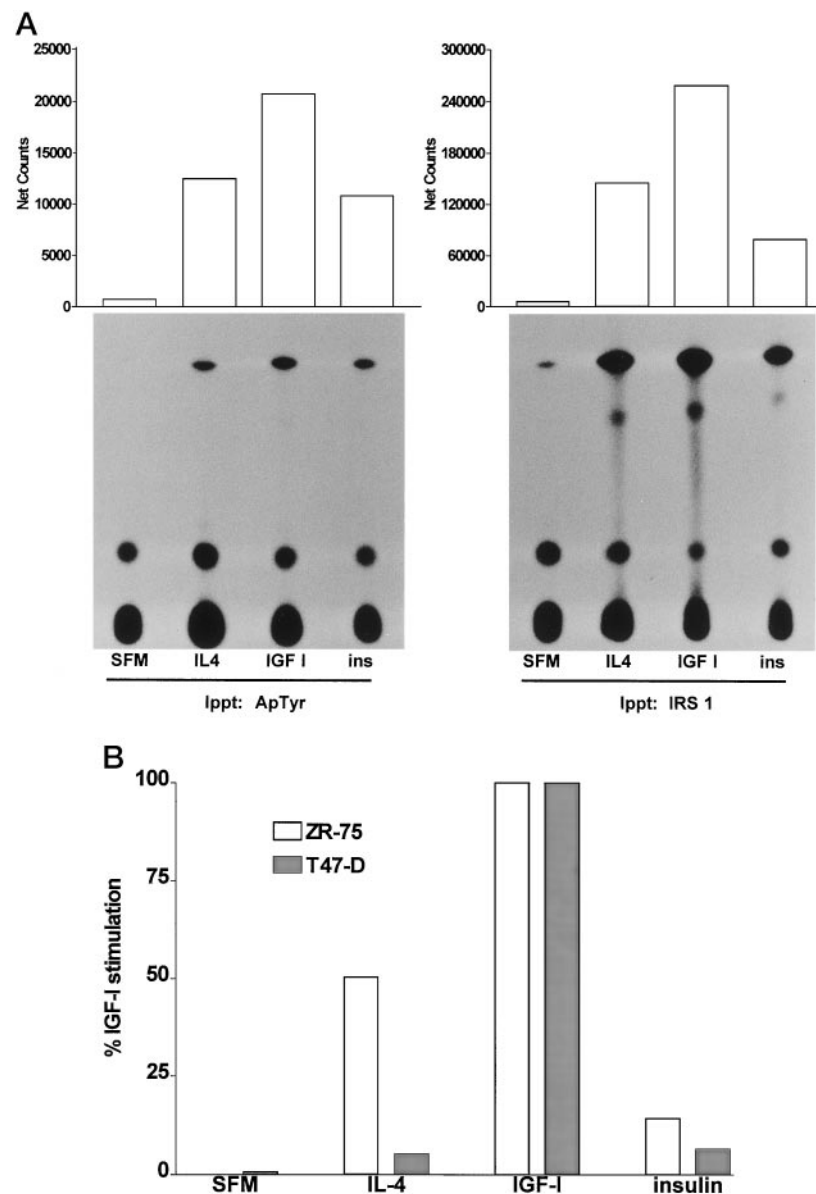 A
Net Counts
25000
20000
15000
10000
5000
0
SFM IL4 IGF I ins
Ippt: ApTyr
Net Counts
300000
240000
180000
120000
60000
0
SFM IL4 IGF I ins
Ippt: IRS 1
B
% IGF-I stimulation
100
75
50
25
0
ZR-75
T47-D
SFM IL-4 IGF-I insulin